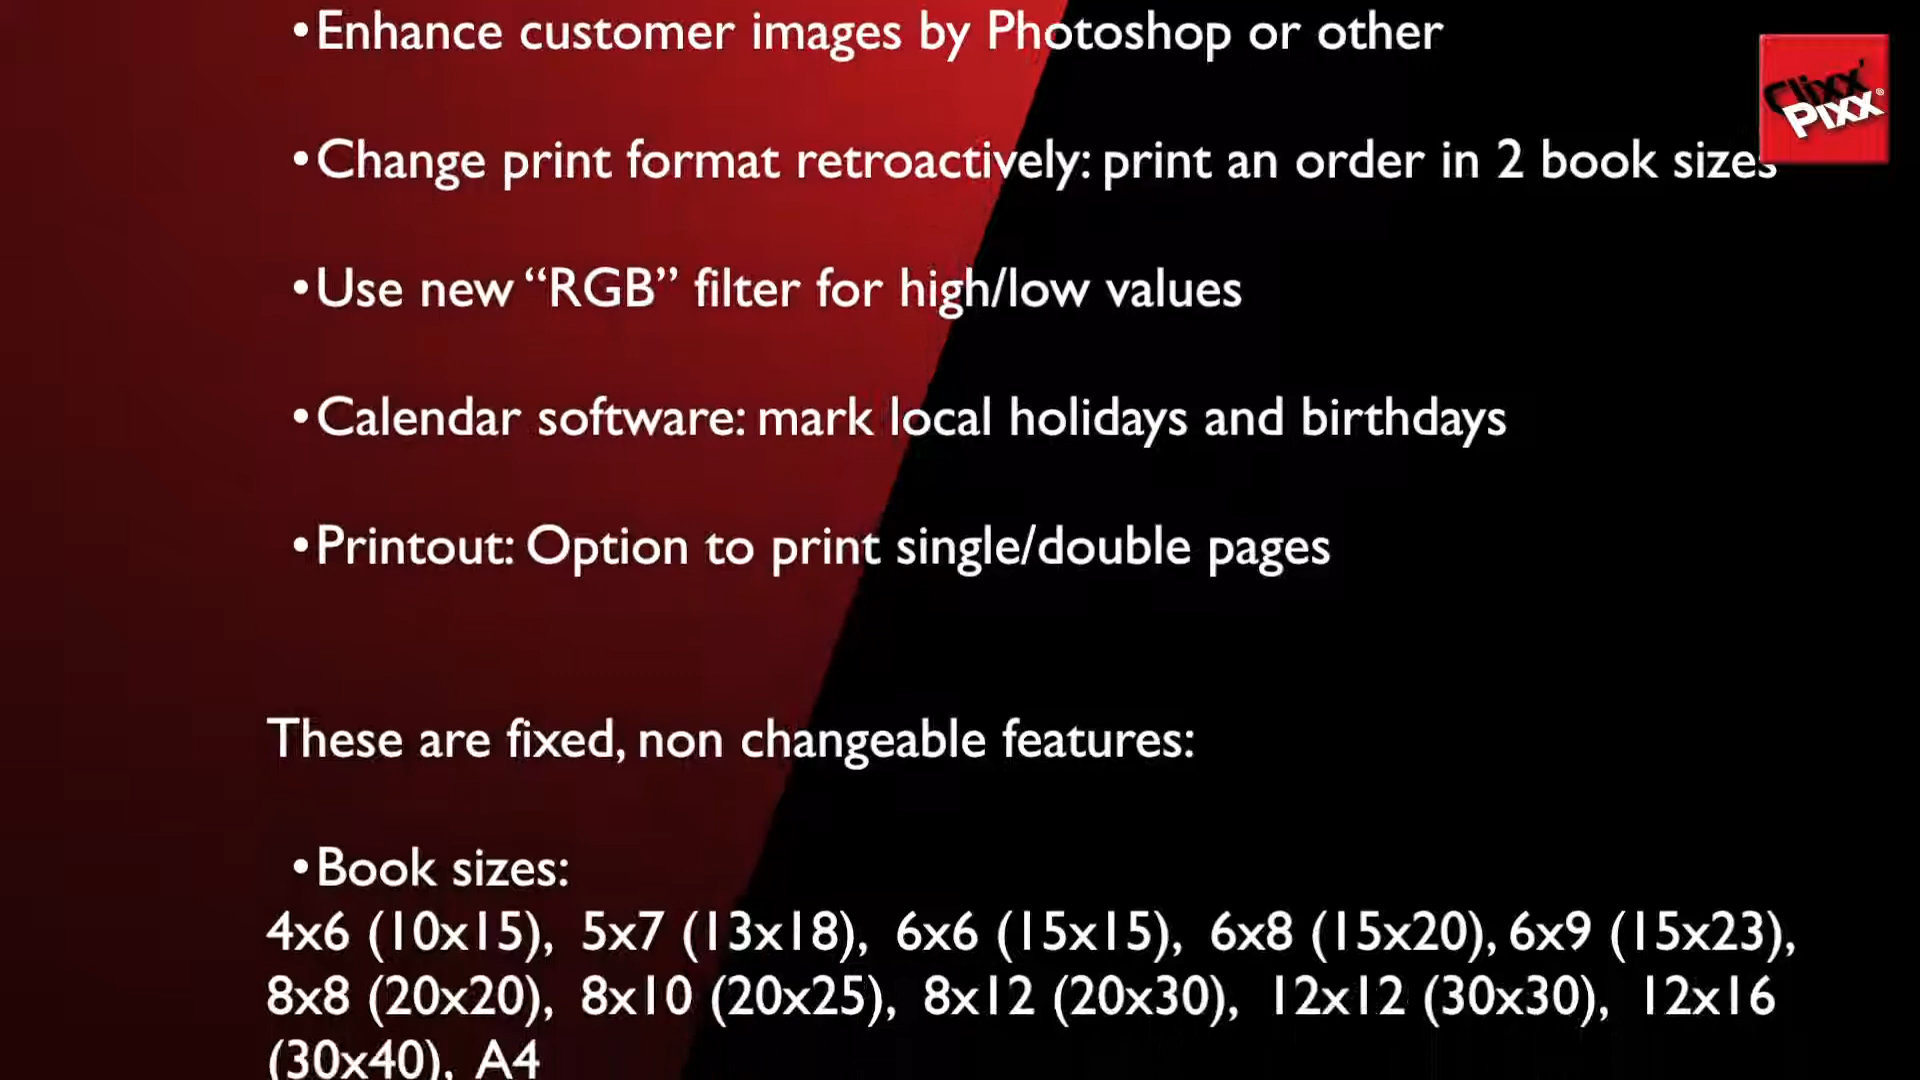 •Enhance customer images by Photoshop or other
Clixx'
Pixx®
•Change print format retroactively: print an order in 2 book sizes
•Use new “RGB” filter for high/low values
•Calendar software: mark local holidays and birthdays
•Printout: Option to print single/double pages
These are fixed, non changeable features:
•Book sizes:
4x6 (10x15), 5x7 (13x18), 6x6 (15x15), 6x8 (15x20), 6x9 (15x23),
8x8 (20x20), 8x10 (20x25), 8x12 (20x30), 12x12 (30x30), 12x16
(30x40), A4